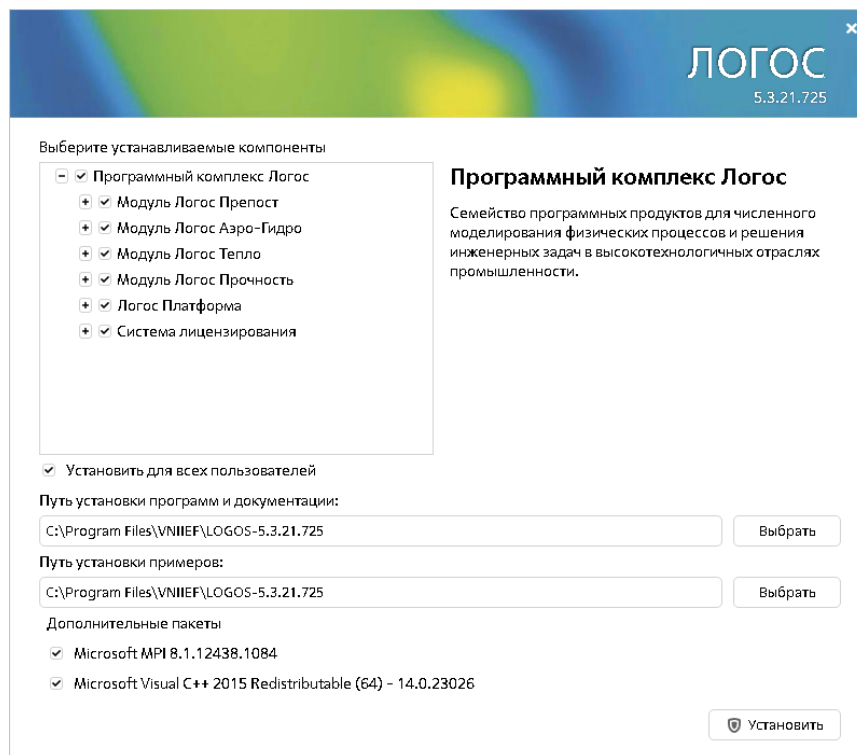 ЛОГОС
5.3.21.725
Выберите устанавливаемые компоненты
Программный комплекс Логос
Модуль Логос Препост
Модуль Логос Аэро-Гидро
Модуль Логос Тепло
Модуль Логос Прочность
Логос Платформа
Система лицензирования
Программный комплекс Логос
Семейство программных продуктов для численного
моделирования физических процессов и решения
инженерных задач в высокотехнологичных отраслях
промышленности.
Установить для всех пользователей
Путь установки программ и документации:
C:\Program Files\VNIIEF\LOGOS-5.3.21.725
Выбрать
Путь установки примеров:
C:\Program Files\VNIIEF\LOGOS-5.3.21.725
Выбрать
Дополнительные пакеты
Microsoft MPI 8.1.12438.1084
Microsoft Visual C++ 2015 Redistributable (64) - 14.0.23026
Установить